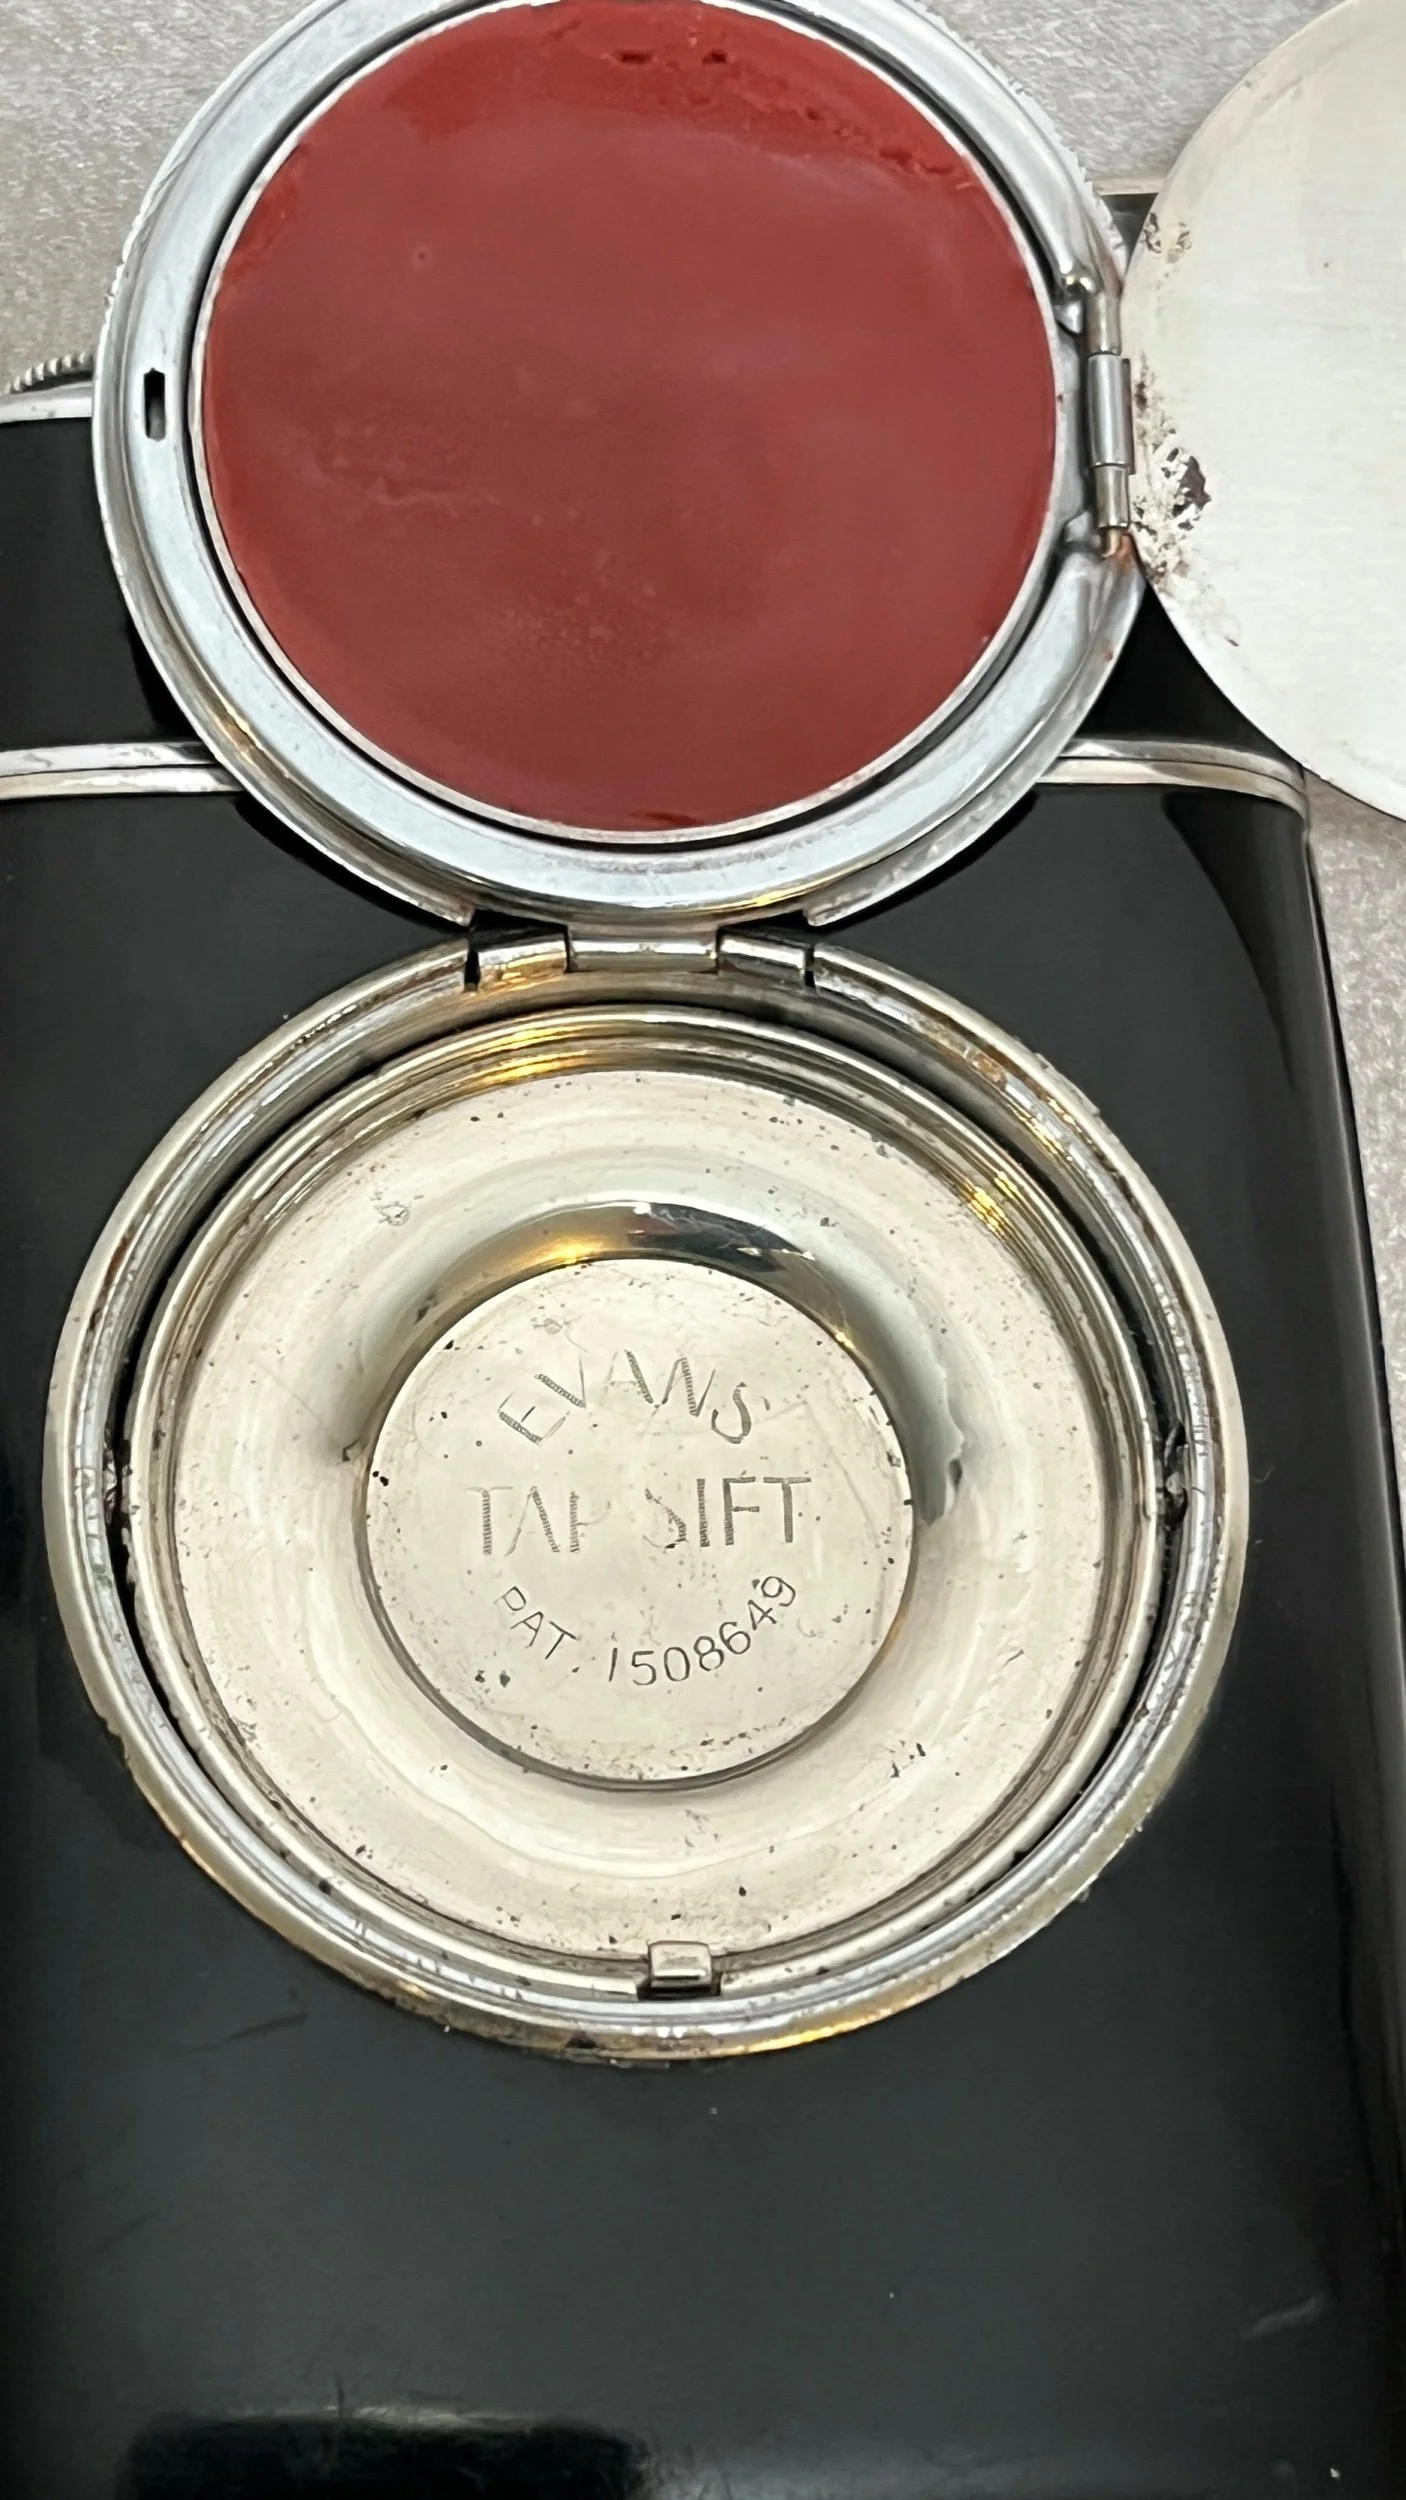 EVANS
TAP SIFT
PAT. 1508649